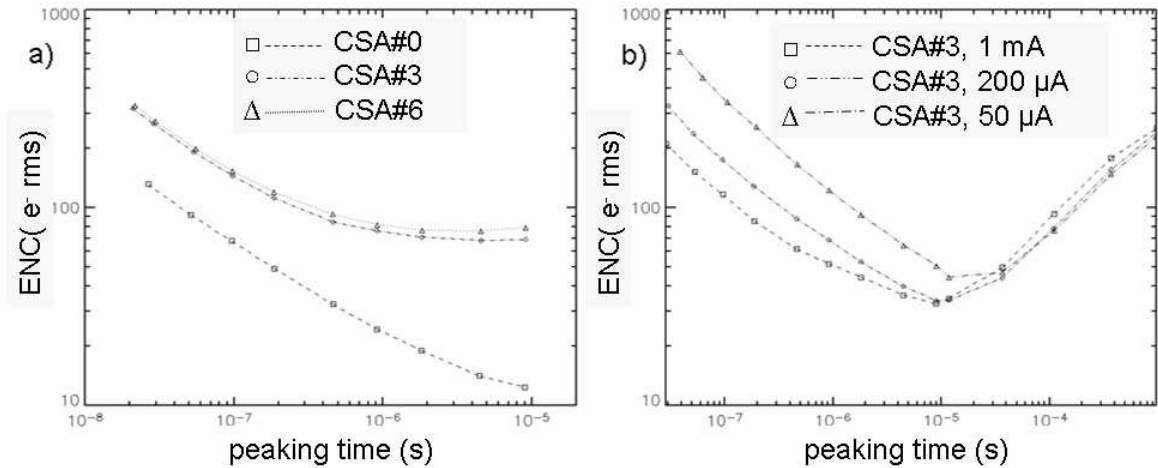 a)
CSA#0
CSA#3
CSA#6
1000
100
10
ENC( e- rms)
10⁻⁸
10⁻⁷
10⁻⁶
10⁻⁵
peaking time (s)
b)
CSA#3, 1 mA
CSA#3, 200 µA
CSA#3, 50 µA
1000
100
10
ENC( e- rms)
10⁻⁷
10⁻⁶
10⁻⁵
10⁻⁴
peaking time (s)